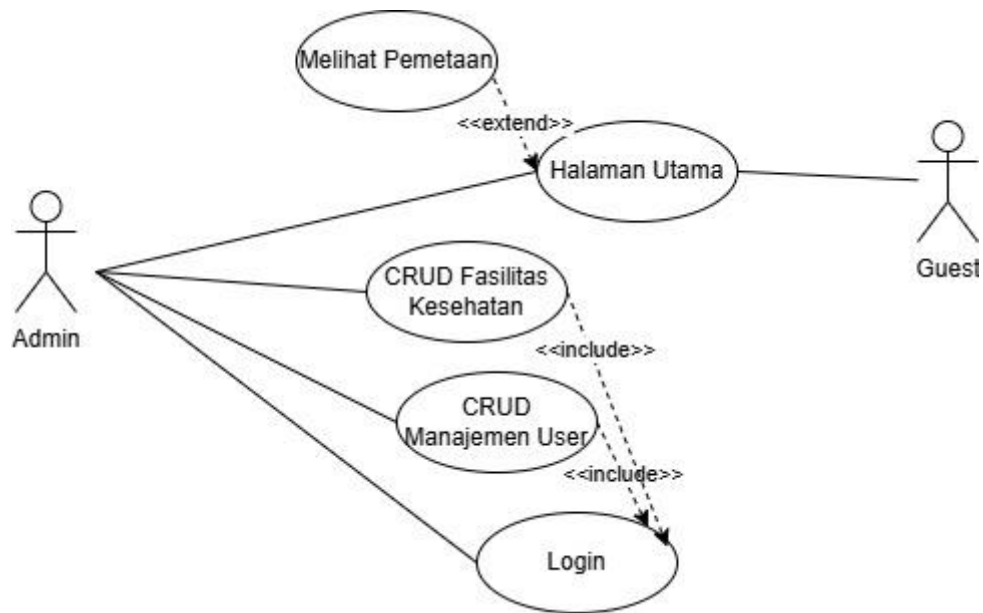 Melihat Pemetaan
<<extend>>
Halaman Utama
Guest
Admin
CRUD Fasilitas
Kesehatan
<<include>>
CRUD
Manajemen User
<<include>>
Login